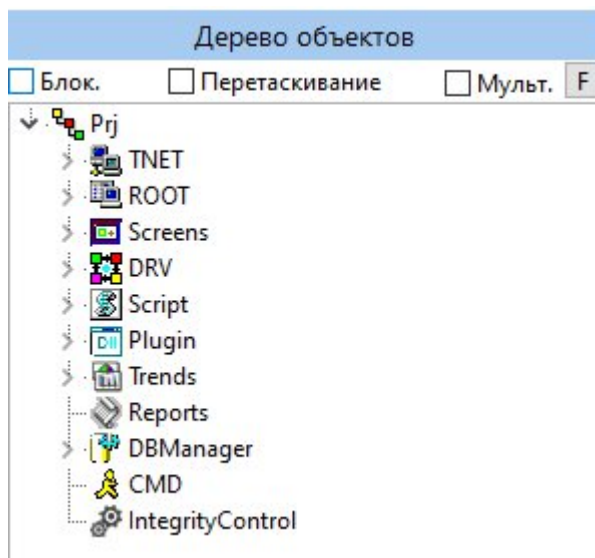 Дерево объектов
Блок. Перетаскивание Мульт. F
Prj
TNET
ROOT
Screens
DRV
Script
Plugin
Trends
Reports
DBManager
CMD
IntegrityControl